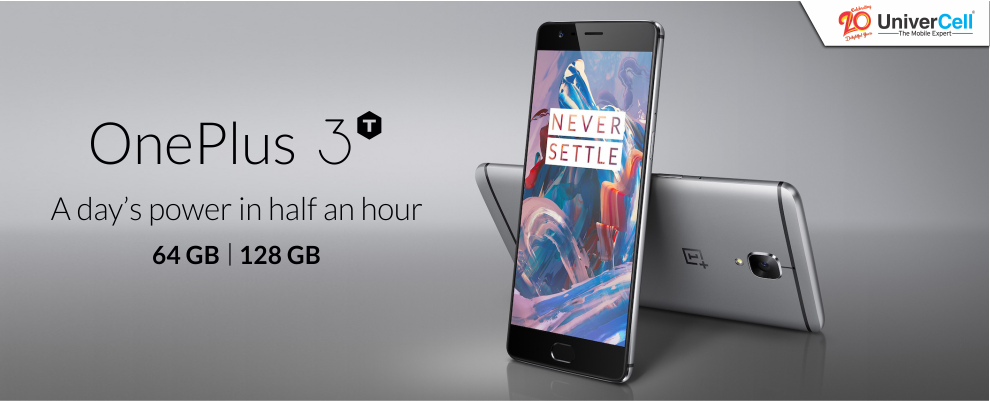 Celebrating
20
Delightful Years
UniverCell
The Mobile Expert
OnePlus 3T
A day's power in half an hour
64 GB | 128 GB
NEVER
SETTLE
1+